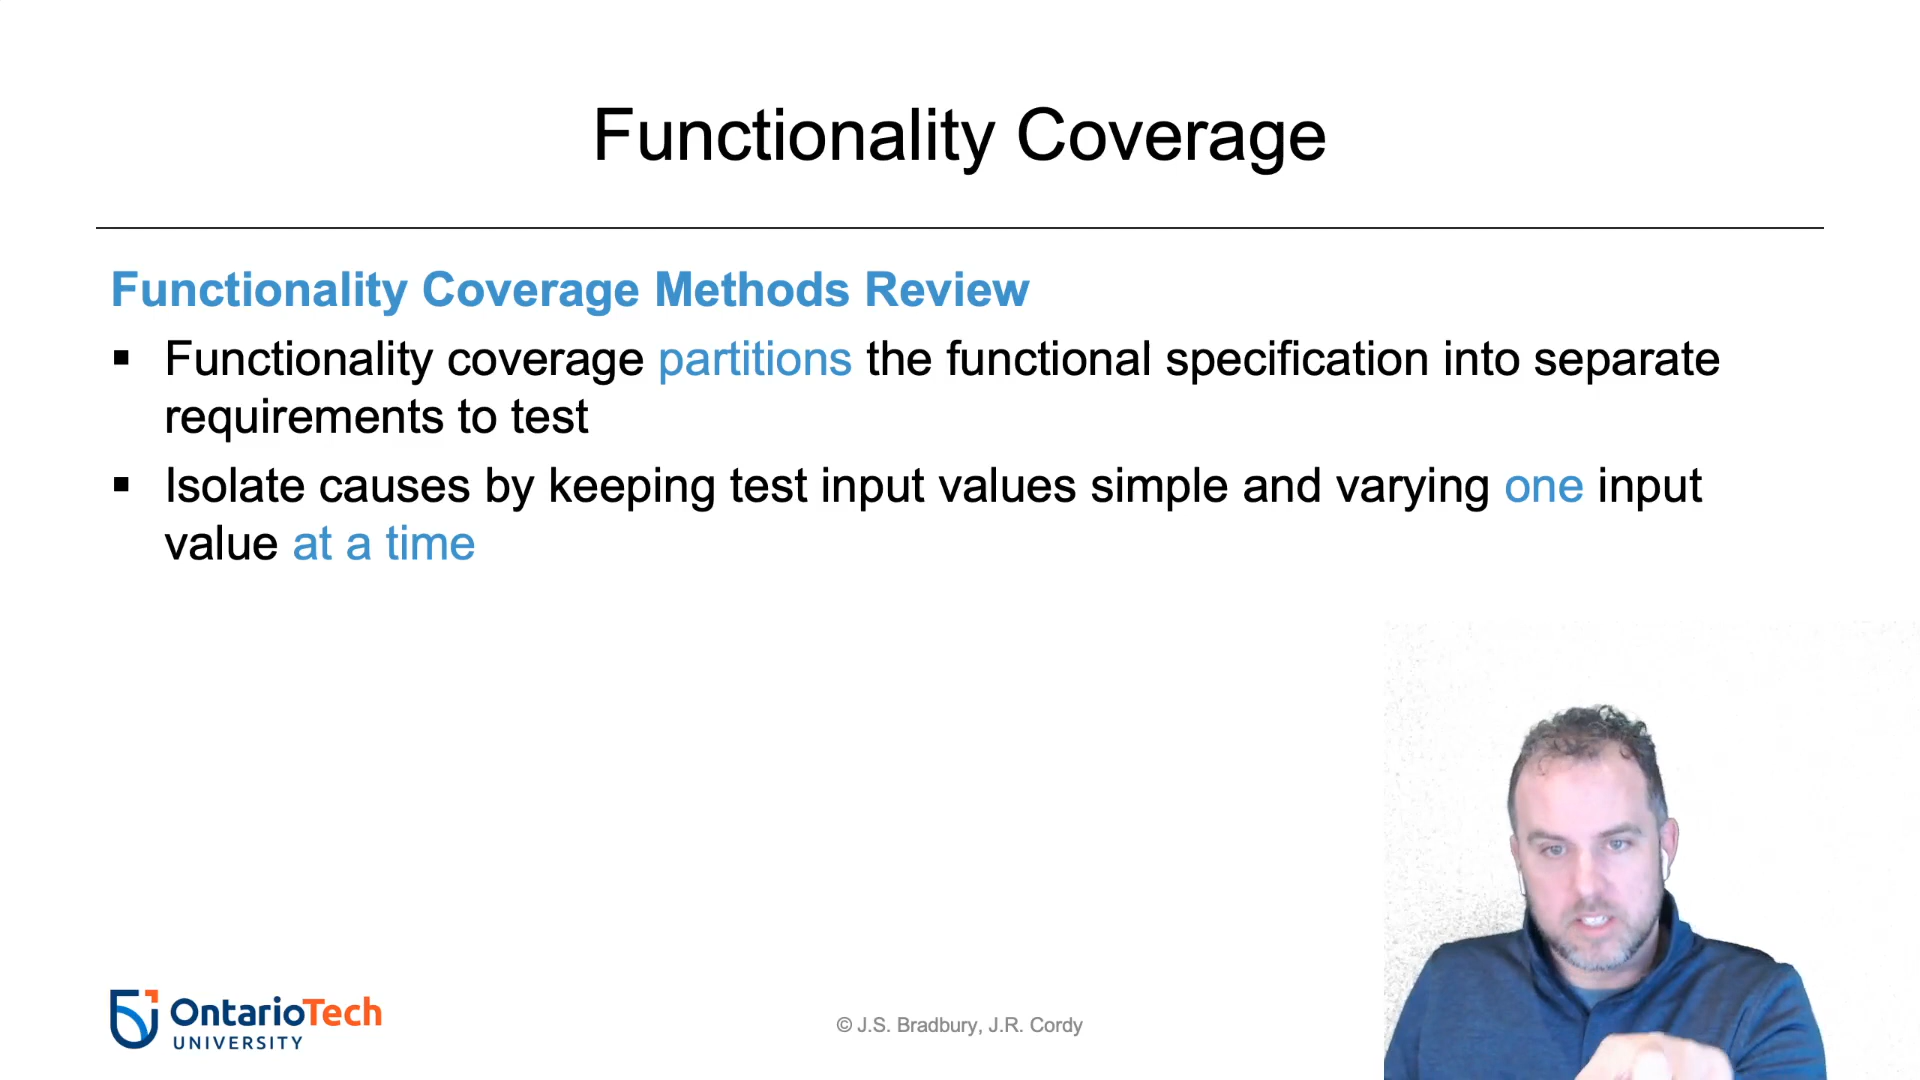 Functionality Coverage
Functionality Coverage Methods Review
▪ Functionality coverage partitions the functional specification into separate
requirements to test
▪ Isolate causes by keeping test input values simple and varying one input
value at a time
OntarioTech
UNIVERSITY
© J.S. Bradbury, J.R. Cordy